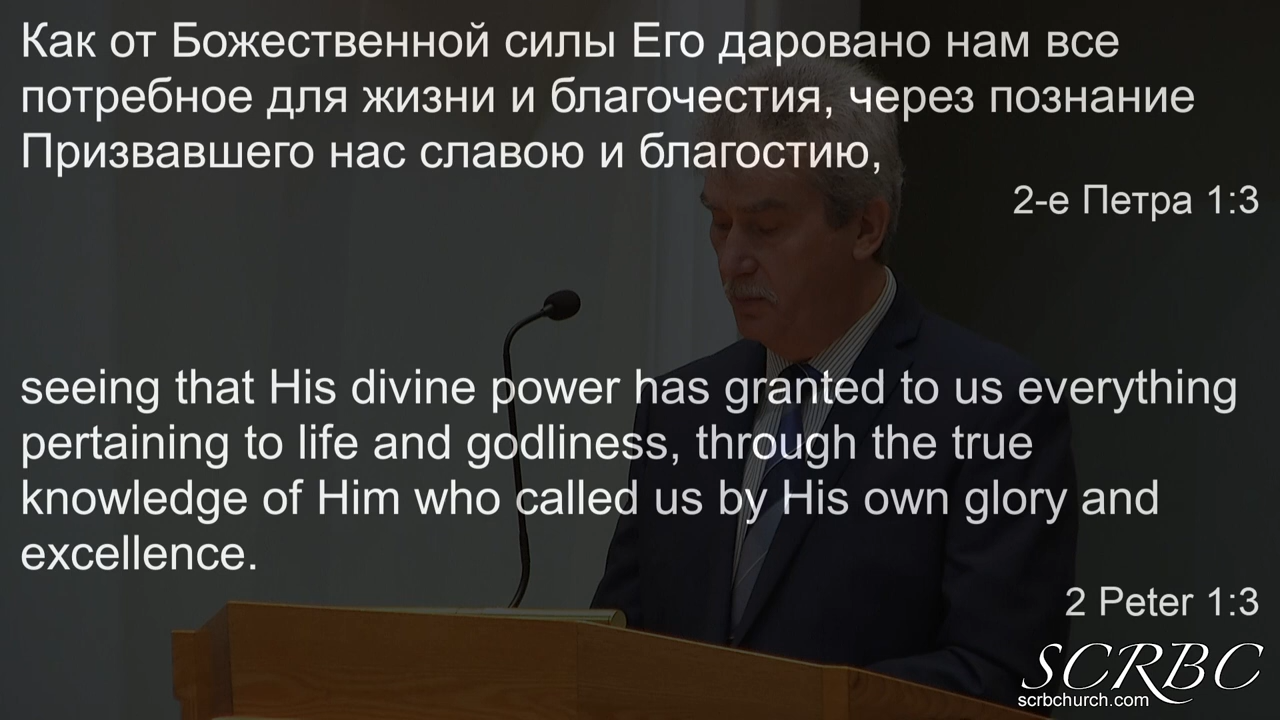 Как от Божественной силы Его даровано нам все
потребное для жизни и благочестия, через познание
Призвавшего нас славою и благостию,
2-е Петра 1:3
seeing that His divine power has granted to us everything
pertaining to life and godliness, through the true
knowledge of Him who called us by His own glory and
excellence.
2 Peter 1:3
SCRBC
scrbchurch.com